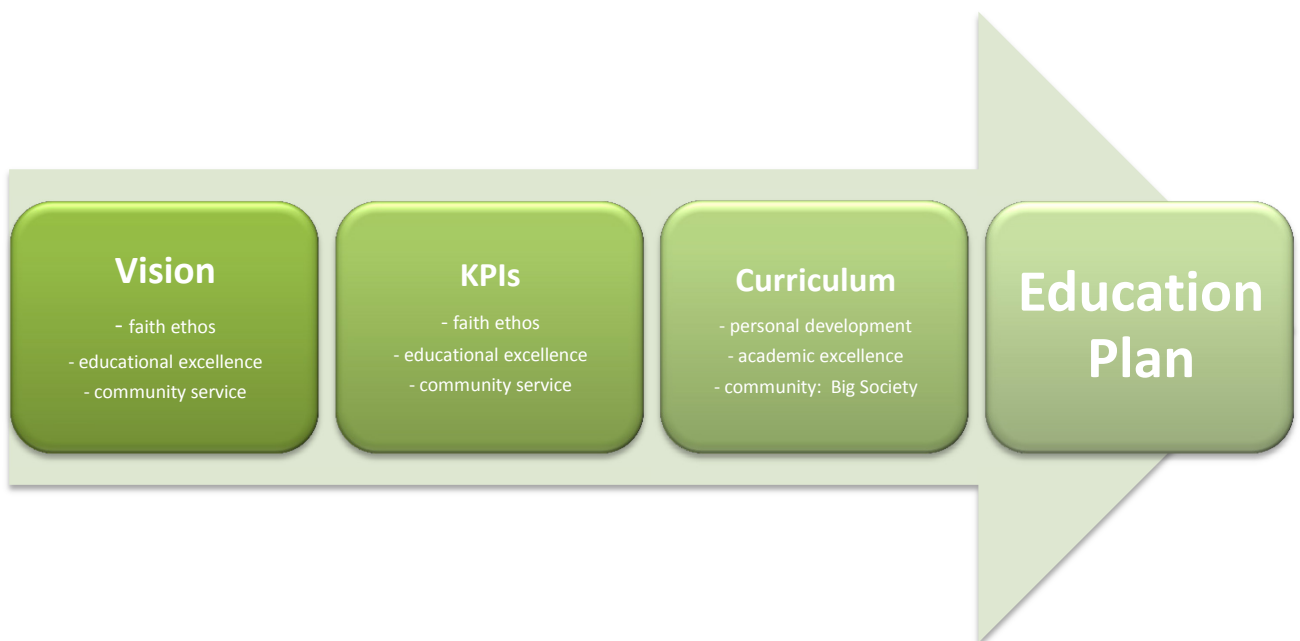 Vision
- faith ethos
- educational excellence
- community service
KPIs
- faith ethos
- educational excellence
- community service
Curriculum
- personal development
- academic excellence
- community:  Big Society
Education
Plan